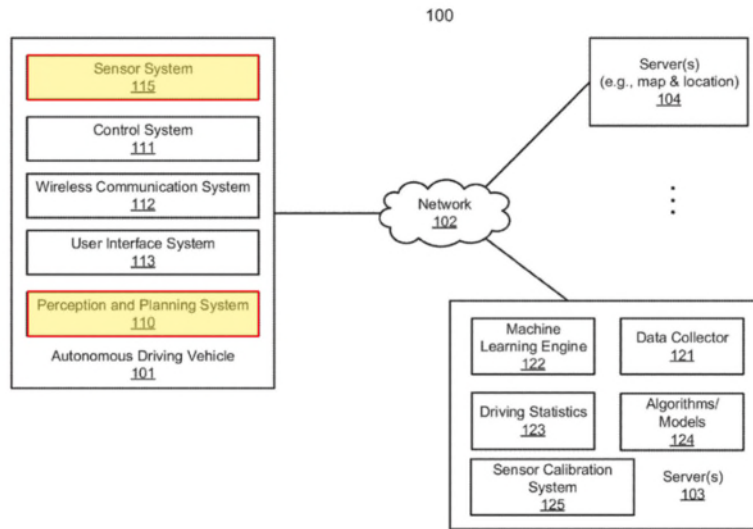 100
Sensor System
115
Control System
111
Wireless Communication System
112
User Interface System
113
Perception and Planning System
110
Autonomous Driving Vehicle
101
Network
102
Server(s)
(e.g., map & location)
104
Machine
Learning Engine
122
Data Collector
121
Driving Statistics
123
Algorithms/
Models
124
Sensor Calibration
System
125
Server(s)
103